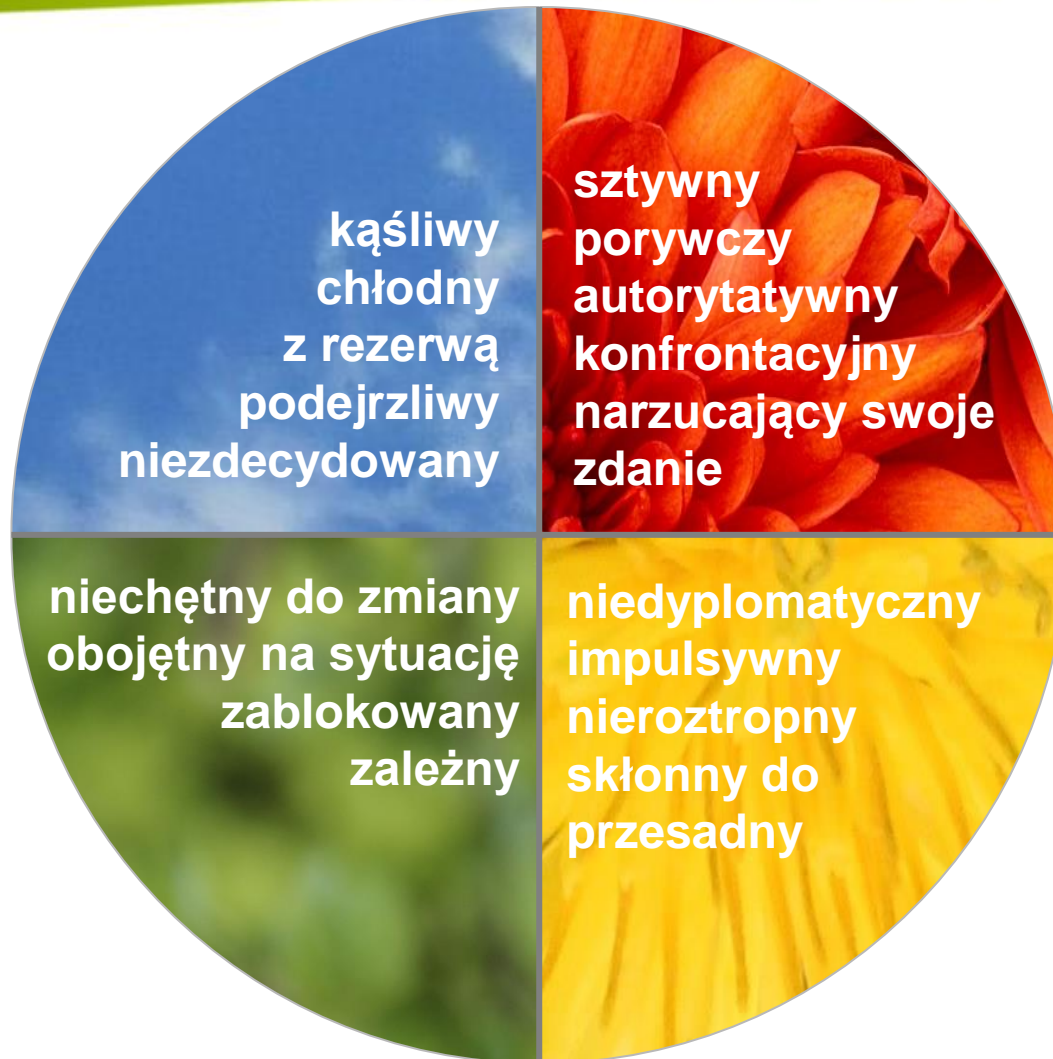 kąśliwy
chłodny
z rezerwą
podejrzliwy
niezdecydowany
sztywny
porywczy
autorytatywny
konfrontacyjny
narzucający swoje
zdanie
niechętny do zmiany
obojętny na sytuację
zablokowany
zależny
niedyplomatyczny
impulsywny
nieroztropny
skłonny do
przesadny